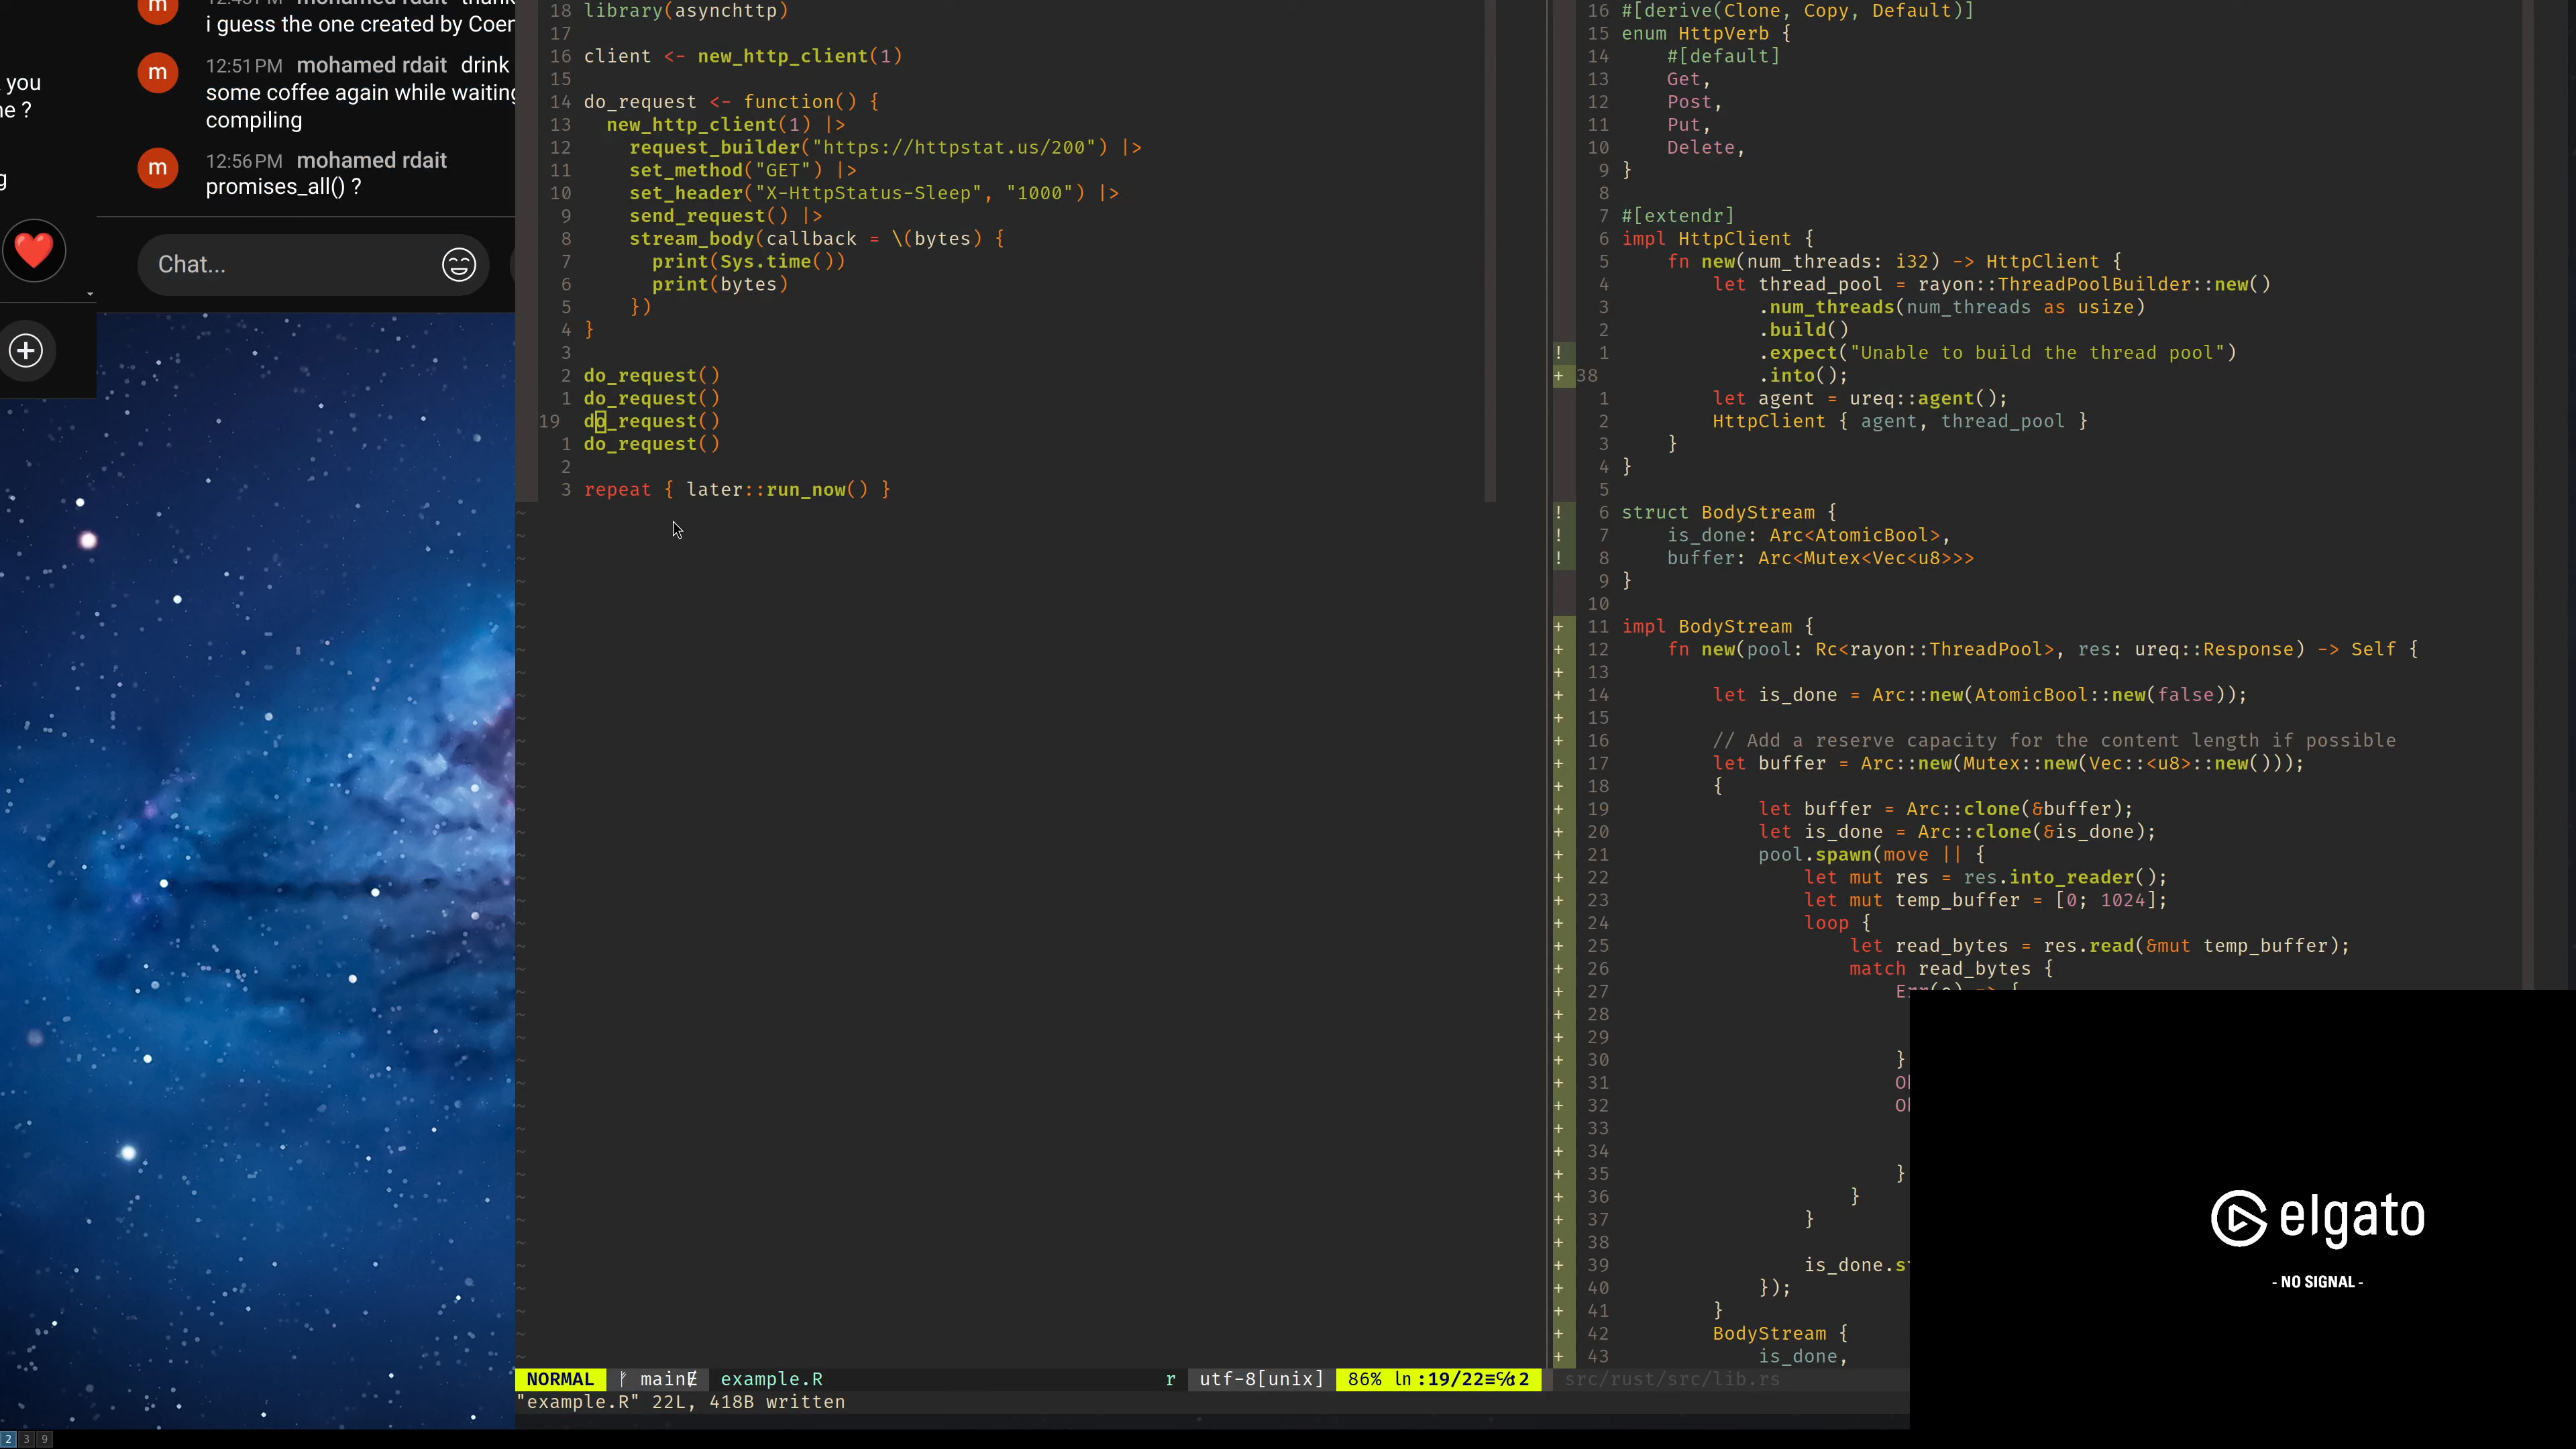 i guess the one created by Coer
you
ne ?
m
12:51 PM mohamed rdait drink
some coffee again while waiting
compiling
m
12:56 PM mohamed rdait
promises_all() ?
Chat...
18 library(asynchttp)
17
16 client <- new_http_client(1)
15
14 do_request <- function() {
13 new_http_client(1) |>
12 request_builder("https://httpstat.us/200") |>
11 set_method("GET") |>
10 set_header("X-HttpStatus-Sleep", "1000") |>
9 send_request() |>
8 stream_body(callback = \(bytes) {
7 print(Sys.time())
6 print(bytes)
5 })
4 }
3
2 do_request()
1 do_request()
19 do_request()
1 do_request()
2
3 repeat { later::run_now() }
NORMAL main example.R r utf-8[unix] 86% ln :19/22≡℅:2
"example.R" 22L, 418B written
16 #[derive(Clone, Copy, Default)]
15 enum HttpVerb {
14 #[default]
13 Get,
12 Post,
11 Put,
10 Delete,
9 }
8
7 #[extendr]
6 impl HttpClient {
5 fn new(num_threads: i32) -> HttpClient {
4 let thread_pool = rayon::ThreadPoolBuilder::new()
3 .num_threads(num_threads as usize)
2 .build()
! 1 .expect("Unable to build the thread pool")
+ 38 .into();
1 let agent = ureq::agent();
2 HttpClient { agent, thread_pool }
3 }
4 }
5
! 6 struct BodyStream {
! 7 is_done: Arc<AtomicBool>,
! 8 buffer: Arc<Mutex<Vec<u8>>>
9 }
10
+ 11 impl BodyStream {
+ 12 fn new(pool: Rc<rayon::ThreadPool>, res: ureq::Response) -> Self {
+ 13
+ 14 let is_done = Arc::new(AtomicBool::new(false));
+ 15
+ 16 // Add a reserve capacity for the content length if possible
+ 17 let buffer = Arc::new(Mutex::new(Vec::<u8>::new()));
+ 18 {
+ 19 let buffer = Arc::clone(&buffer);
+ 20 let is_done = Arc::clone(&is_done);
+ 21 pool.spawn(move || {
+ 22 let mut res = res.into_reader();
+ 23 let mut temp_buffer = [0; 1024];
+ 24 loop {
+ 25 let read_bytes = res.read(&mut temp_buffer);
+ 26 match read_bytes {
+ 27
+ 28
+ 29
+ 30 }
+ 31
+ 32
+ 33
+ 34
+ 35 }
+ 36 }
+ 37 }
+ 38
+ 39 is_done.s
+ 40 });
+ 41 }
+ 42 BodyStream {
+ 43 is_done,
src/rust/src/lib.rs
elgato
- NO SIGNAL -
2 3 9